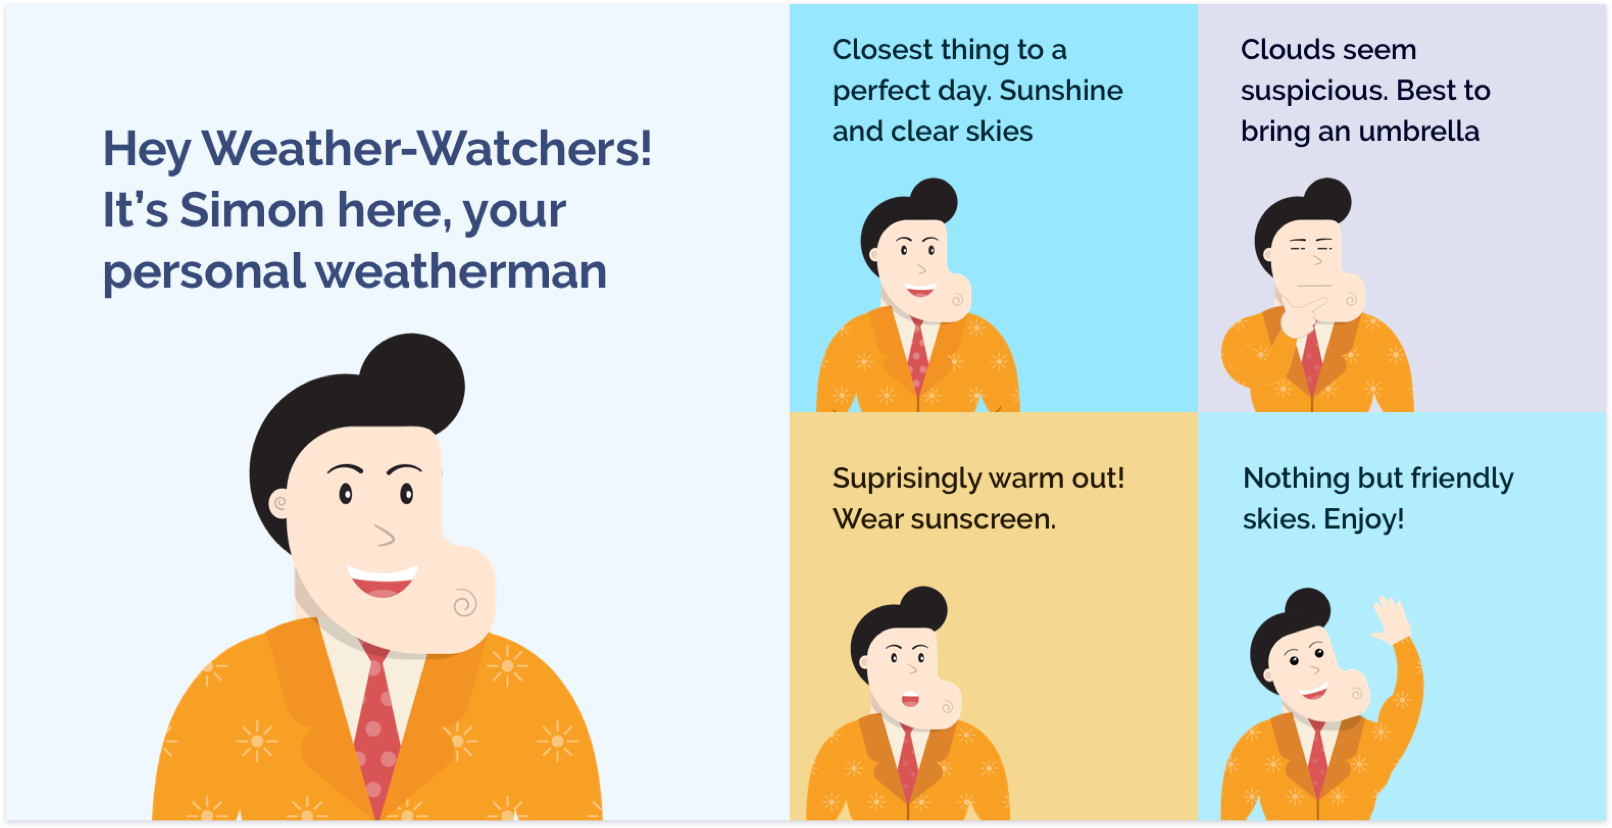 Hey Weather-Watchers!
It’s Simon here, your
personal weatherman
Closest thing to a
perfect day. Sunshine
and clear skies
Clouds seem
suspicious. Best to
bring an umbrella
Suprisingly warm out!
Wear sunscreen.
Nothing but friendly
skies. Enjoy!